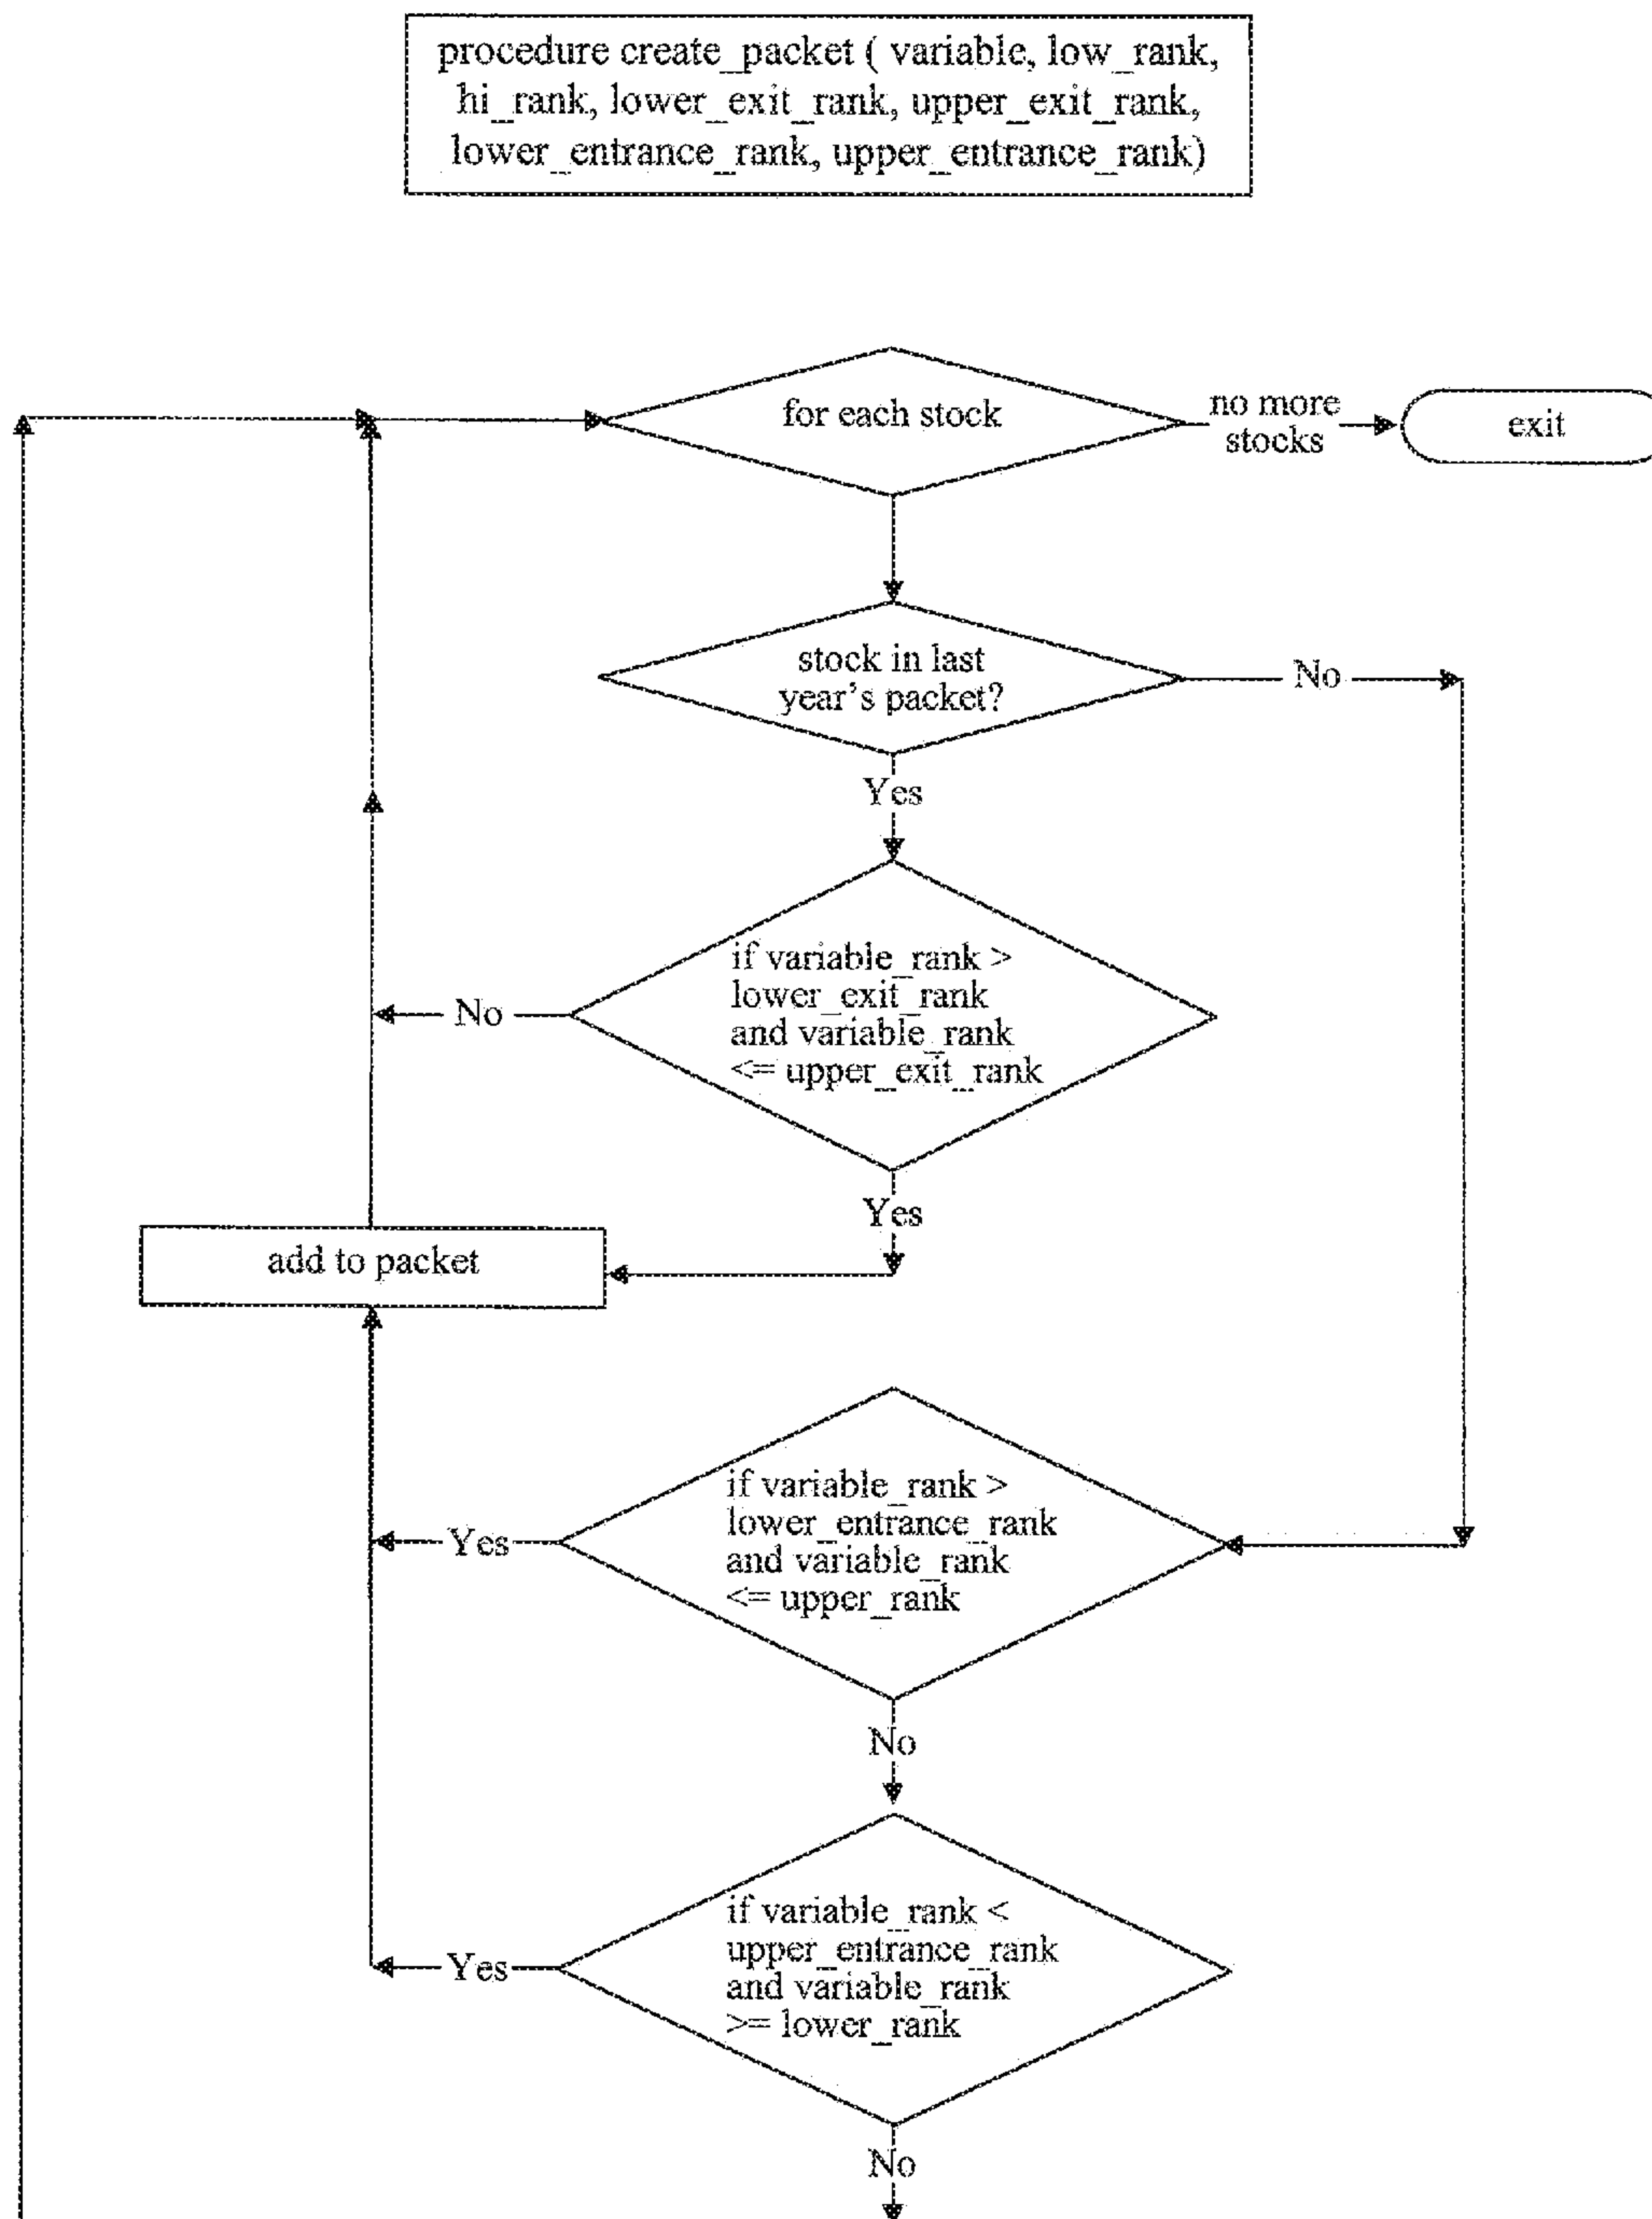 procedure create_packet ( variable, low_rank,
hi_rank, lower_exit_rank, upper_exit_rank,
lower_entrance_rank, upper_entrance_rank)
for each stock
no more
stocks
exit
stock in last
year's packet?
No
Yes
if variable_rank >
lower_exit_rank
and variable_rank
<= upper_exit_rank
No
Yes
add to packet
if variable_rank >
lower_entrance_rank
and variable_rank
<= upper_rank
Yes
No
if variable_rank <
upper_entrance_rank
and variable_rank
>= lower_rank
Yes
No